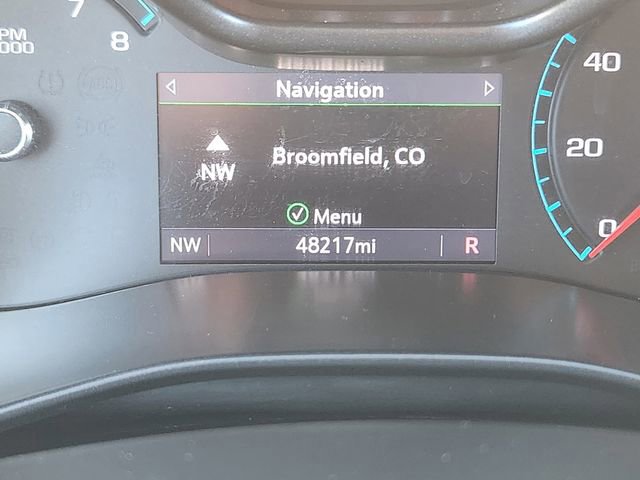 7
8
PM
000
Navigation
NW
Broomfield, CO
Menu
NW 48217mi R
40
20
0